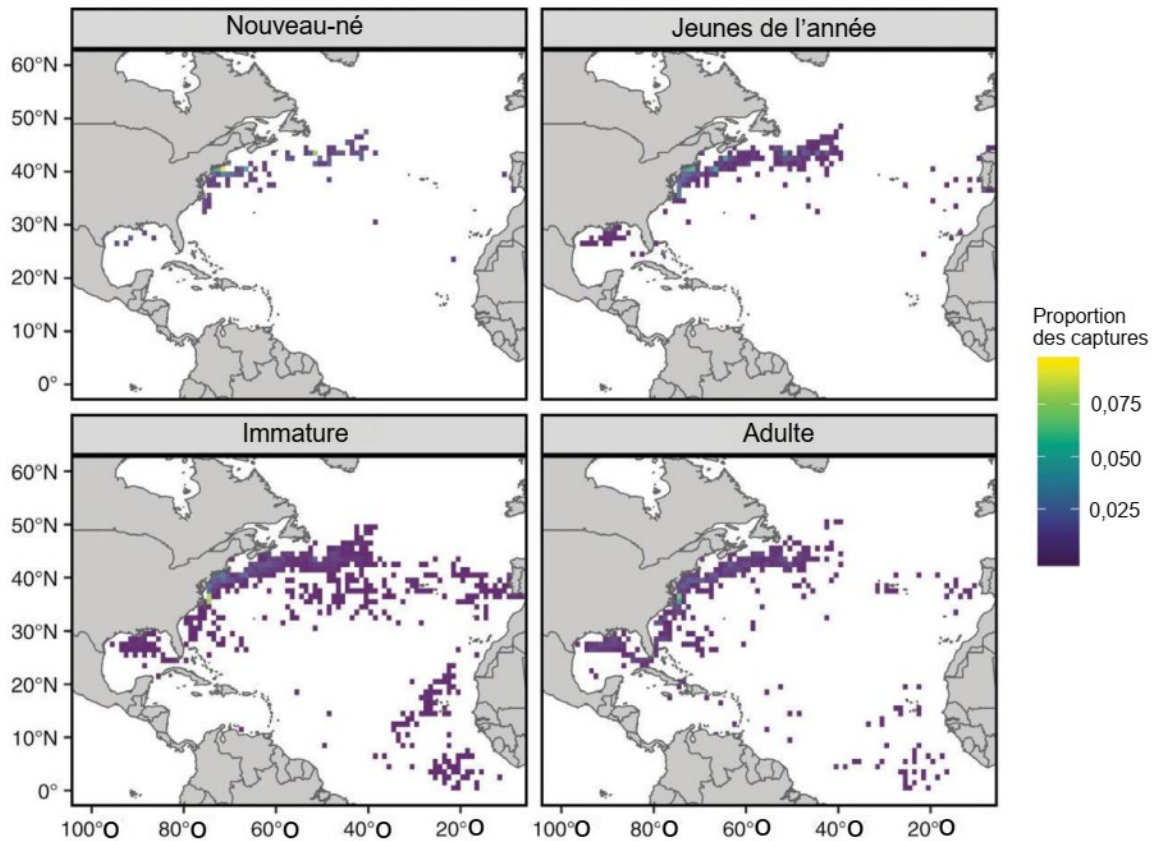 Nouveau-né
Jeunes de l'année
60°N
50°N
40°N
30°N
20°N
10°N
0°
Immature
Adulte
60°N
50°N
40°N
30°N
20°N
10°N
0°
100°O
80°O
60°O
40°O
20°O
100°O
80°O
60°O
40°O
20°O
Proportion
des captures
0,075
0,050
0,025